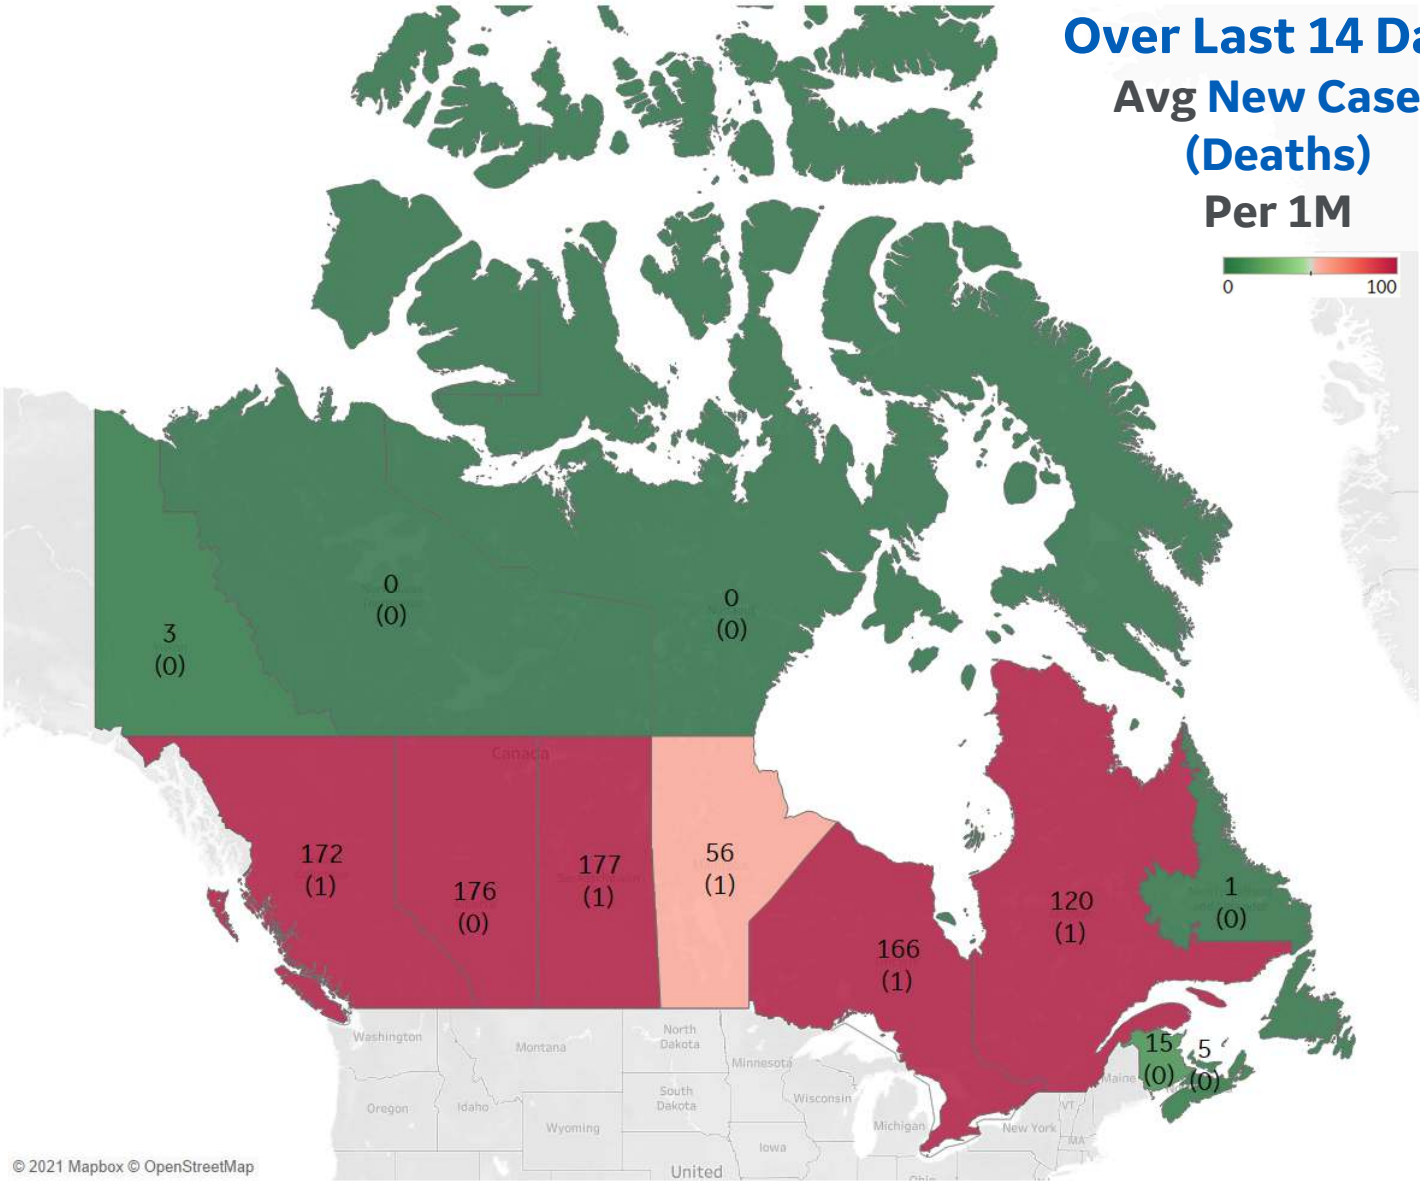 Over Last 14 Da
Avg New Case
(Deaths)
Per 1M
0 100
0
(0)
0
(0)
3
(0)
Canada
172
(1)
176
(0)
177
(1)
56
(1)
166
(1)
120
(1)
1
(0)
15
(0)
5
(0)
Washington
Montana
North
Dakota
Minnesota
Maine
Oregon
Idaho
South
Dakota
Wisconsin
Wyoming
Michigan
New York
VT
MA
Iowa
United
Ohio
© 2021 Mapbox © OpenStreetMap